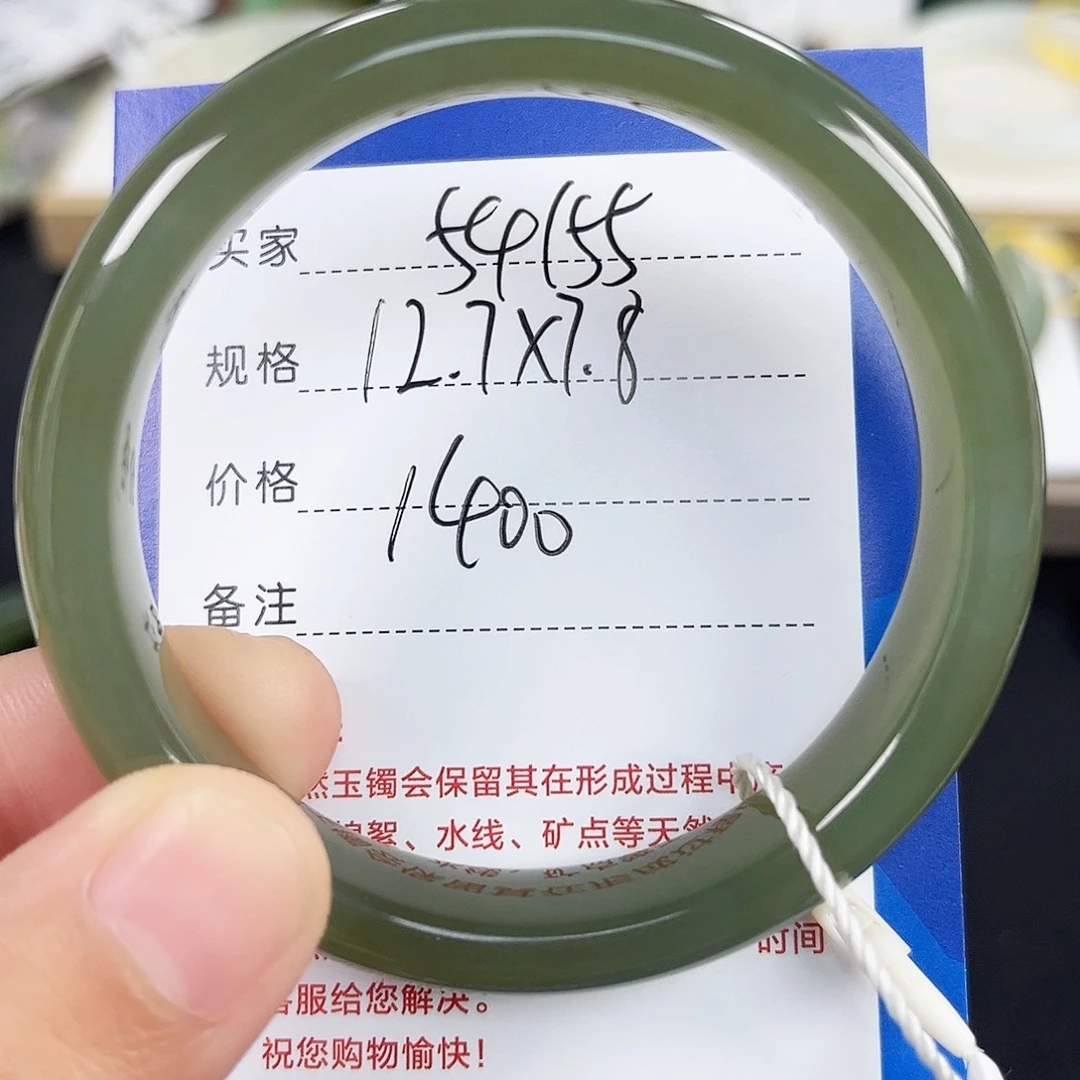 买家 54155
规格 12.7X7.8
价格 1400
备注
然玉镯会保留其在形成过程中产
棉絮、水线、矿点等天然
时间
客服给您解决。
祝您购物愉快!